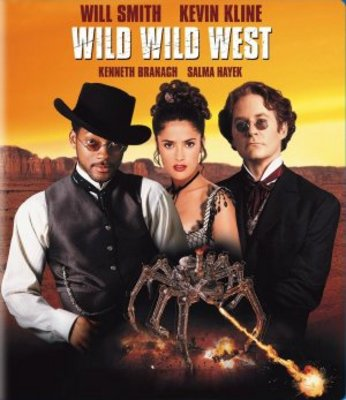 WILL SMITH KEVIN KLINE
WILD WILD WEST
KENNETH BRANAGH SALMA HAYEK